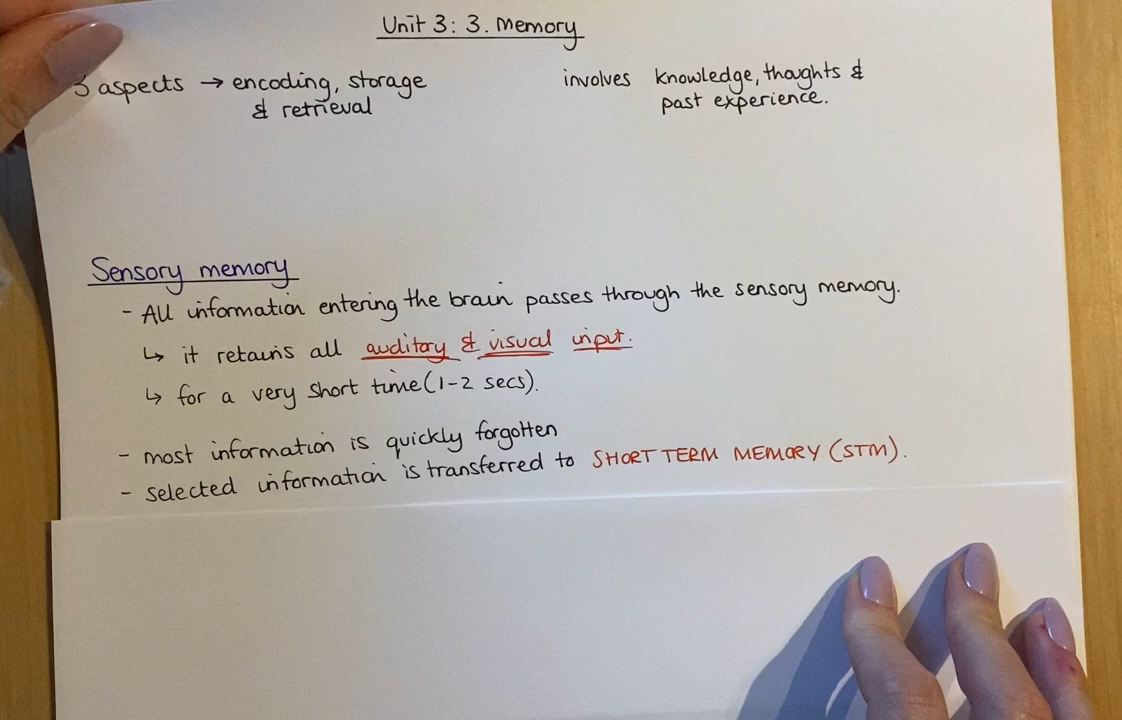 Unit 3: 3. Memory
3 aspects → encoding, storage
& retrieval
involves knowledge, thoughts &
past experience.
Sensory memory
- All information entering the brain passes through the sensory memory.
↳ it retains all auditory & visual input.
↳ for a very short time (1-2 secs).
- most information is quickly forgotten
- selected information is transferred to SHORT TERM MEMORY (STM).